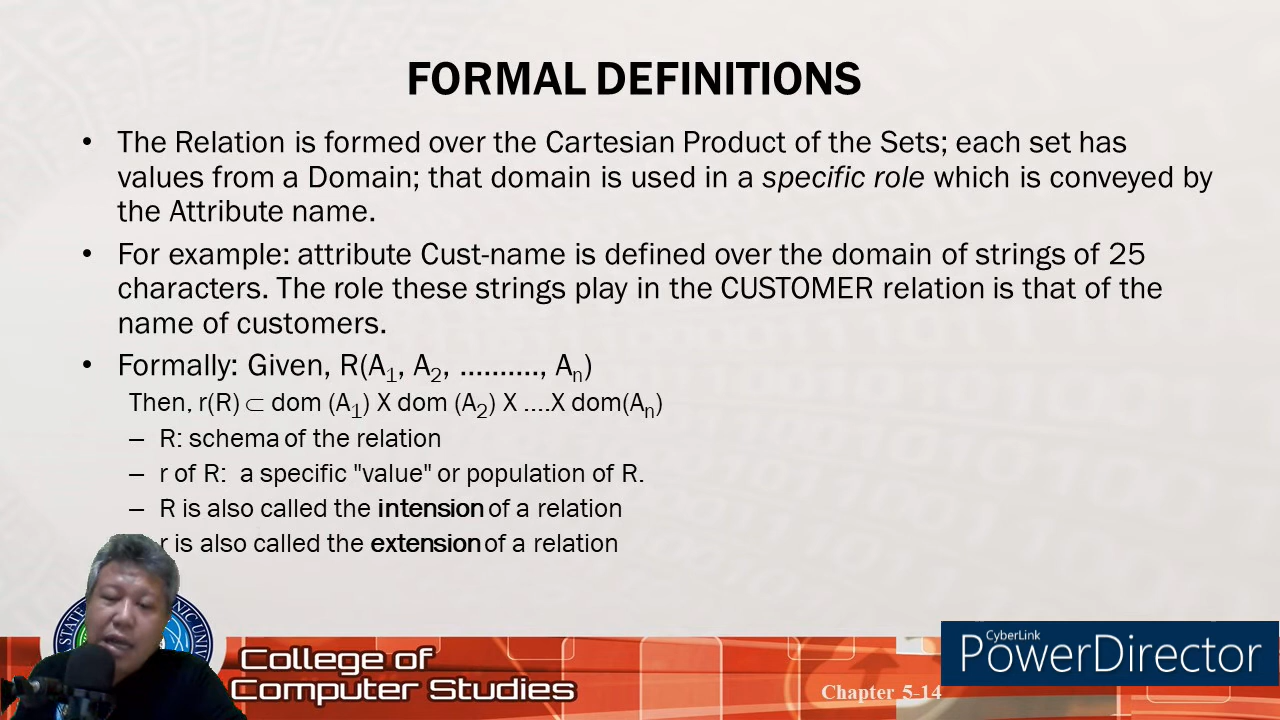 FORMAL DEFINITIONS
• The Relation is formed over the Cartesian Product of the Sets; each set has
values from a Domain; that domain is used in a specific role which is conveyed by
the Attribute name.
• For example: attribute Cust-name is defined over the domain of strings of 25
characters. The role these strings play in the CUSTOMER relation is that of the
name of customers.
• Formally: Given, R(A1, A2, .........., An)
Then, r(R) ⊂ dom (A1) X dom (A2) X ....X dom(An)
– R: schema of the relation
– r of R: a specific "value" or population of R.
– R is also called the intension of a relation
r is also called the extension of a relation
STATE
NIC UNIV
College of
Computer Studies
Chapter 5-14
CyberLink
PowerDirector